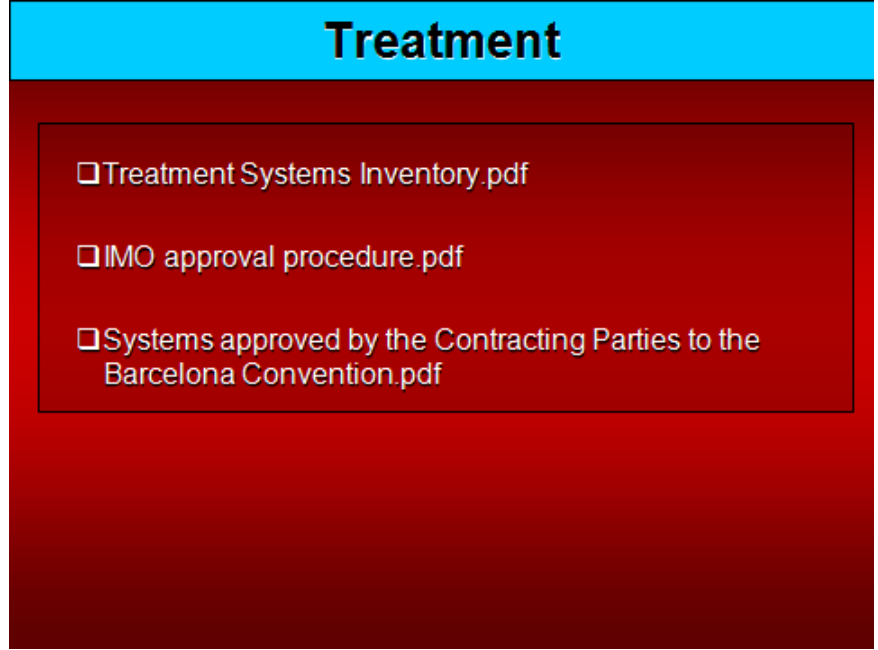 Treatment
❑Treatment Systems Inventory.pdf
❑IMO approval procedure.pdf
❑Systems approved by the Contracting Parties to the
Barcelona Convention.pdf